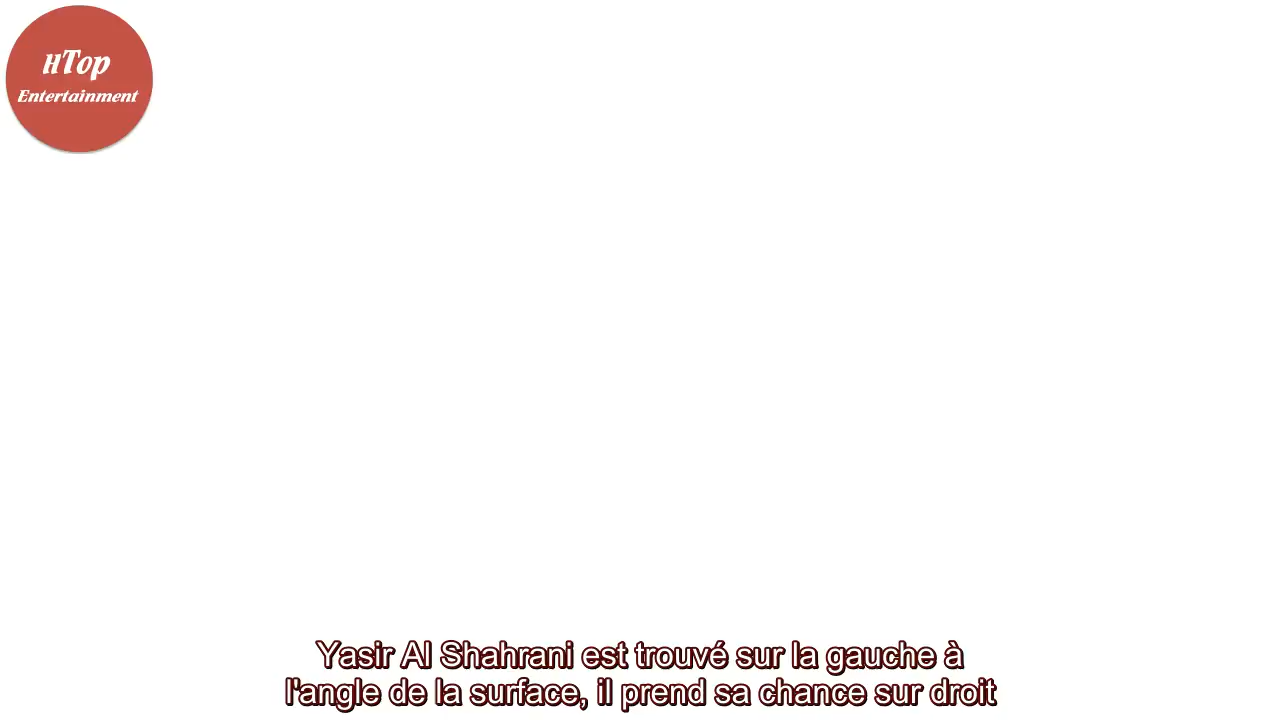 HTop
Entertainment
Yasir Al Shahrani est trouvé sur la gauche à
l'angle de la surface, il prend sa chance sur droit